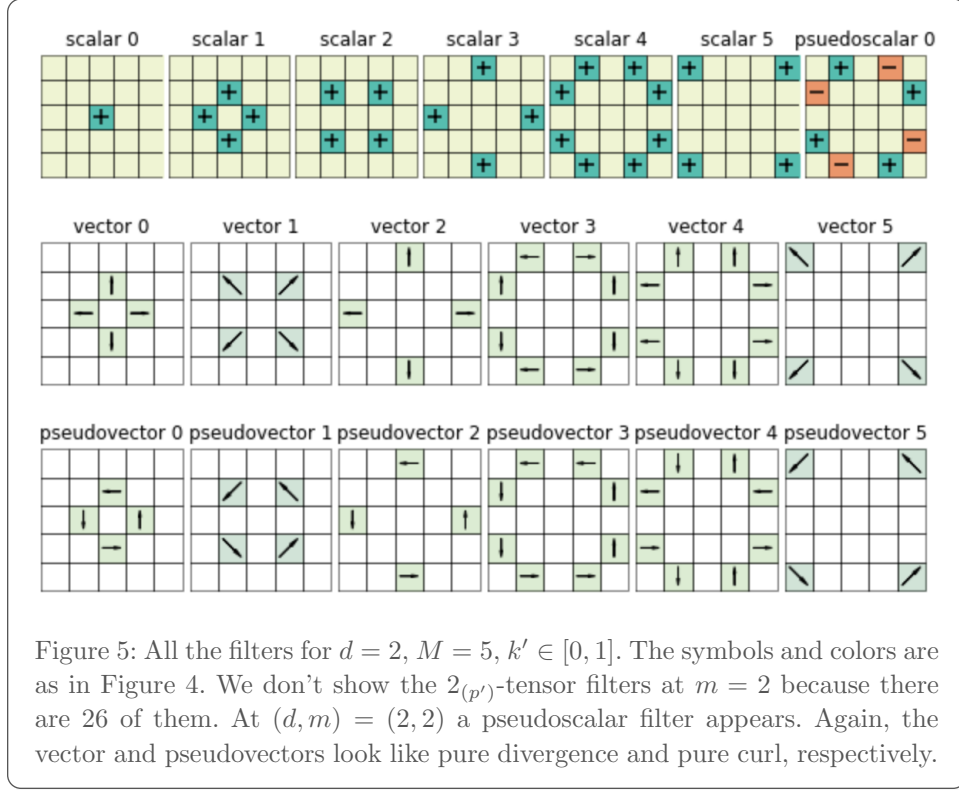 scalar 0 scalar 1 scalar 2 scalar 3 scalar 4 scalar 5 psuedoscalar 0
vector 0 vector 1 vector 2 vector 3 vector 4 vector 5
pseudovector 0 pseudovector 1 pseudovector 2 pseudovector 3 pseudovector 4 pseudovector 5
Figure 5: All the filters for d = 2, M = 5, k′ ∈ [0, 1]. The symbols and colors are
as in Figure 4. We don't show the 2₍ₚ′₎-tensor filters at m = 2 because there
are 26 of them. At (d, m) = (2, 2) a pseudoscalar filter appears. Again, the
vector and pseudovectors look like pure divergence and pure curl, respectively.